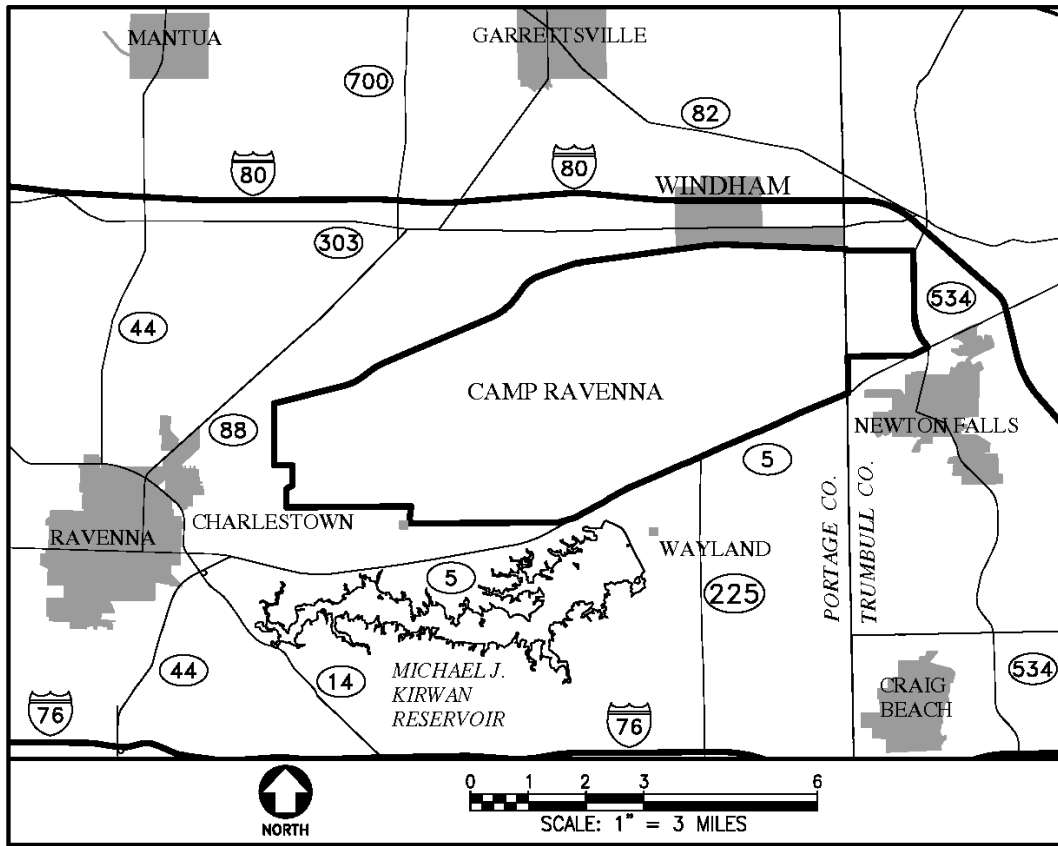 MANTUA
GARRETTSVILLE
700
82
80
80
WINDHAM
303
534
44
CAMP RAVENNA
88
NEWTON FALLS
5
CHARLESTOWN
RAVENNA
WAYLAND
PORTAGE CO.
TRUMBULL CO.
5
225
44
14
MICHAEL J.
KIRWAN
RESERVOIR
534
CRAIG
BEACH
76
76
NORTH
0 1 2 3 6
SCALE: 1" = 3 MILES